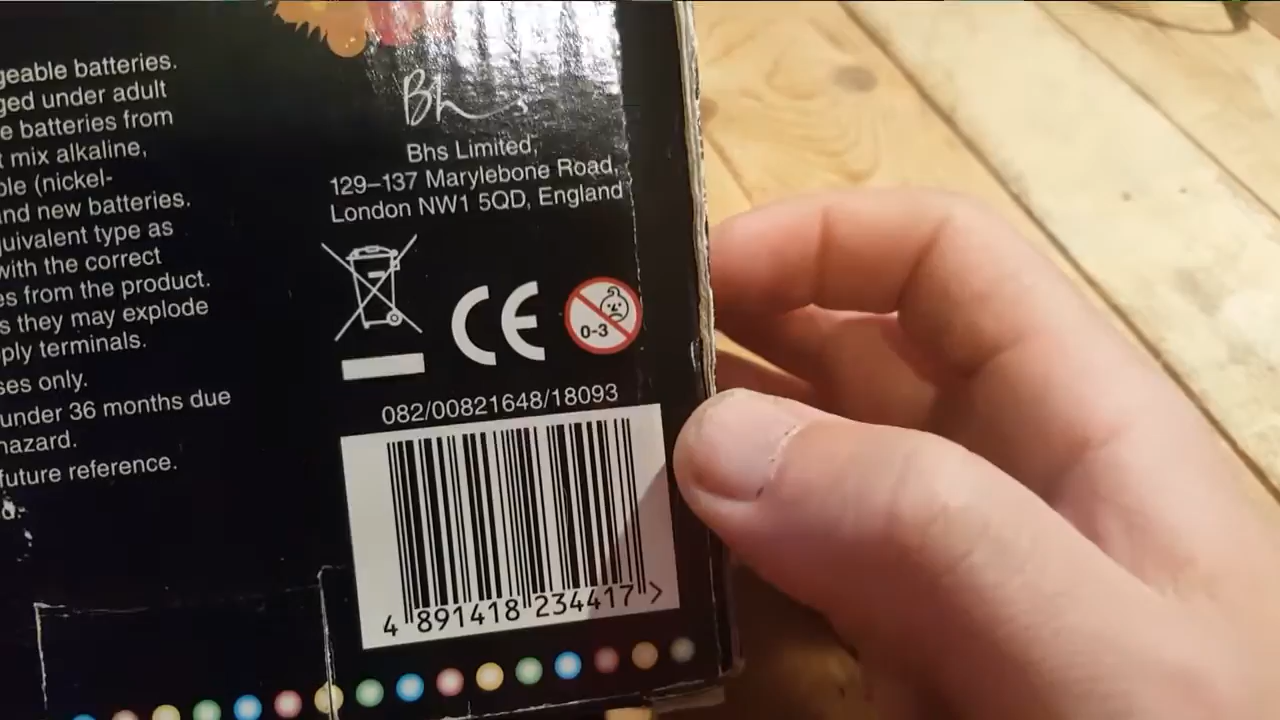 geable batteries.
ged under adult
e batteries from
t mix alkaline,
ble (nickel-
nd new batteries.
quivalent type as
with the correct
es from the product.
s they may explode
ply terminals.
ses only.
under 36 months due
hazard.
future reference.
d.
Bh
Bhs Limited,
129–137 Marylebone Road,
London NW1 5QD, England
CE
0-3
082/00821648/18093
4 891418 234417 >